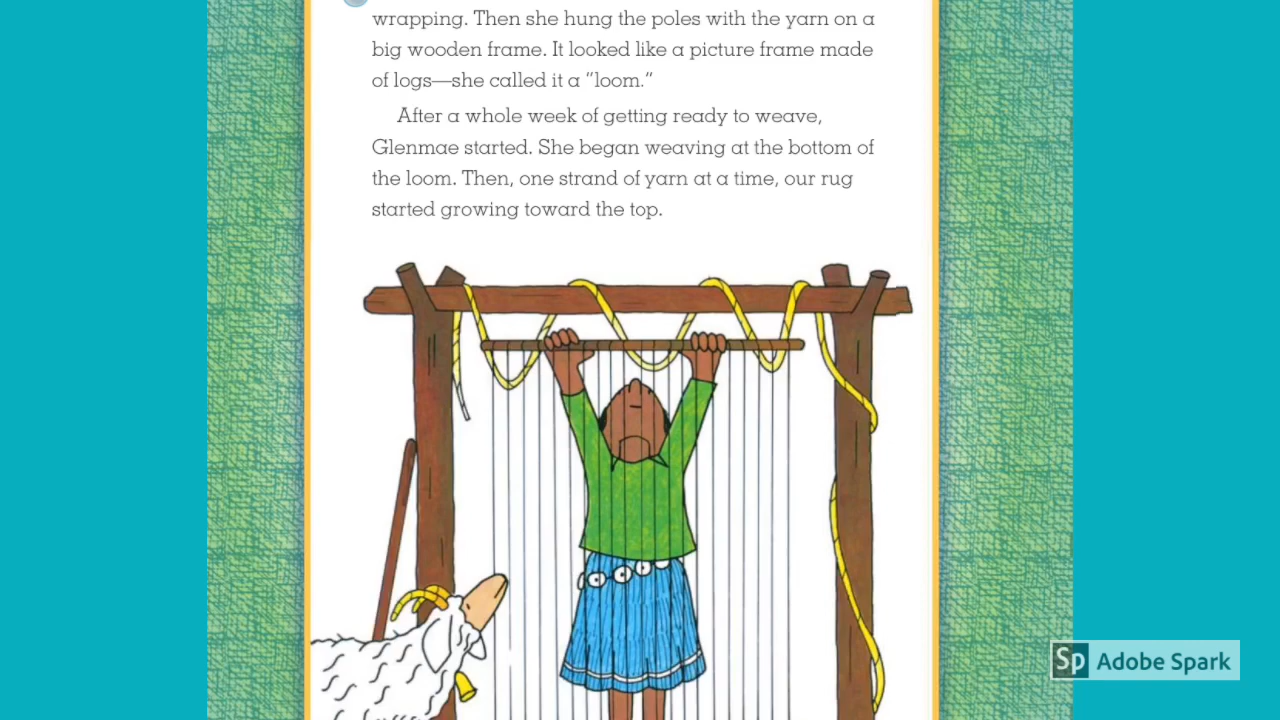 wrapping. Then she hung the poles with the yarn on a
big wooden frame. It looked like a picture frame made
of logs—she called it a “loom.”
After a whole week of getting ready to weave,
Glenmae started. She began weaving at the bottom of
the loom. Then, one strand of yarn at a time, our rug
started growing toward the top.
Sp Adobe Spark